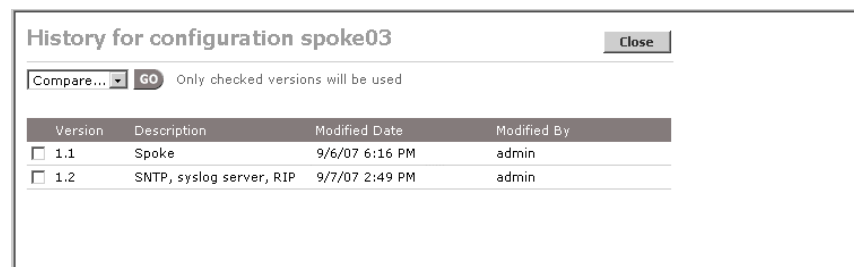 History for configuration spoke03
Close
Compare... GO Only checked versions will be used
Version Description Modified Date Modified By
1.1 Spoke 9/6/07 6:16 PM admin
1.2 SNTP, syslog server, RIP 9/7/07 2:49 PM admin